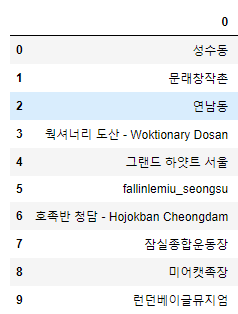 0
0 성수동
1 문래창작촌
2 연남동
3 웍셔너리 도산 - Woktionary Dosan
4 그랜드 하얏트 서울
5 fallinlemiu_seongsu
6 호족반 청담 - Hojokban Cheongdam
7 잠실종합운동장
8 미어캣족장
9 런던베이글뮤지엄